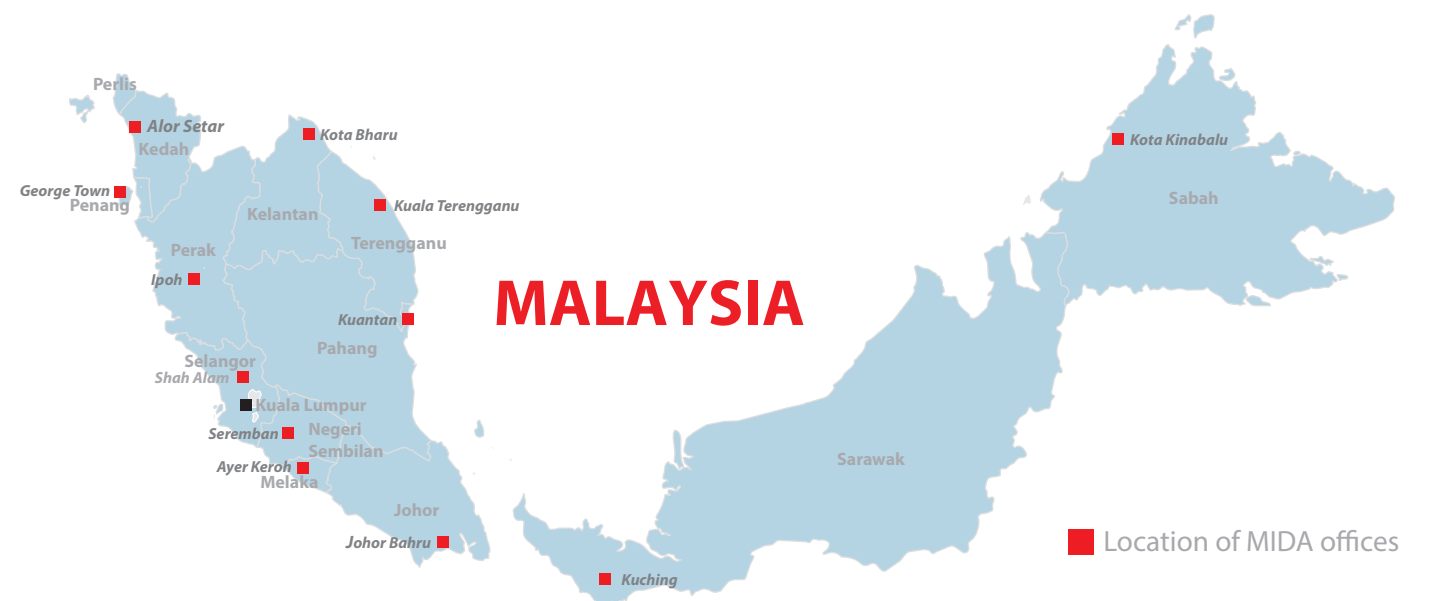 Perlis
Alor Setar
Kedah
Kota Bharu
Kota Kinabalu
George Town
Penang
Kelantan
Kuala Terengganu
Sabah
Perak
Terengganu
Ipoh
MALAYSIA
Kuantan
Pahang
Selangor
Shah Alam
Kuala Lumpur
Seremban
Negeri
Sembilan
Ayer Keroh
Melaka
Sarawak
Johor
Johor Bahru
Location of MIDA offices
Kuching